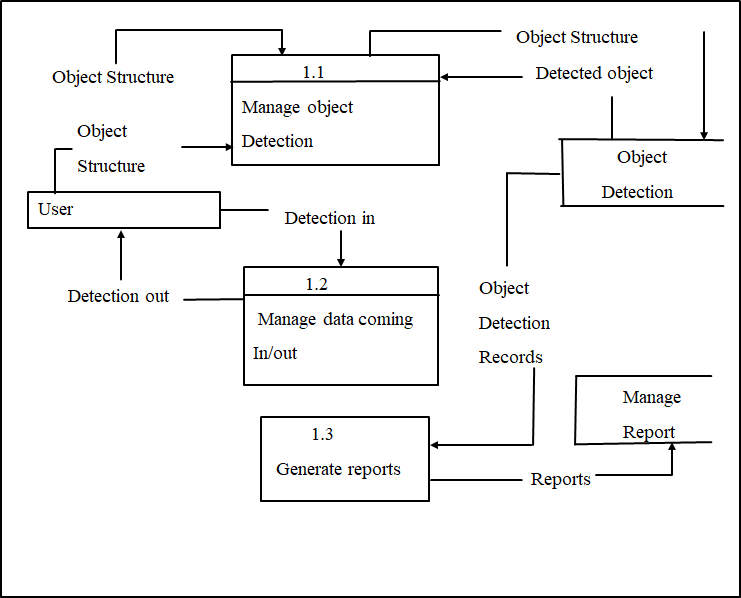 Object Structure
Object Structure
1.1
Detected object
Manage object
Detection
Object
Structure
Object
Detection
User
Detection in
1.2
Detection out
Manage data coming
In/out
Object
Detection
Records
Manage
Report
1.3
Generate reports
Reports